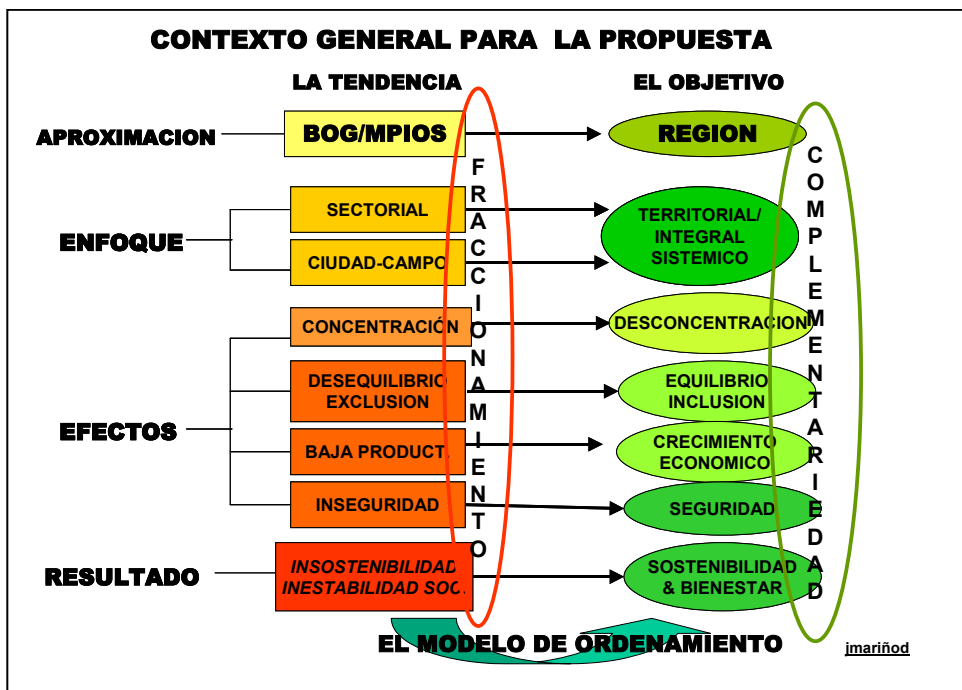 CONTEXTO GENERAL PARA LA PROPUESTA
LA TENDENCIA
EL OBJETIVO
APROXIMACION
BOG/MPIOS
REGION
ENFOQUE
SECTORIAL
CIUDAD-CAMPO
TERRITORIAL/
INTEGRAL
SISTEMICO
EFECTOS
CONCENTRACIÓN
DESCONCENTRACION
DESEQUILIBRIO
EXCLUSION
EQUILIBRIO
INCLUSION
BAJA PRODUCT.
CRECIMIENTO
ECONOMICO
INSEGURIDAD
SEGURIDAD
RESULTADO
INSOSTENIBILIDAD
INESTABILIDAD SOC.
SOSTENIBILIDAD
& BIENESTAR
FRACCIONAMIENTO
COMPLEMENTARIEDAD
EL MODELO DE ORDENAMIENTO
jmariñod